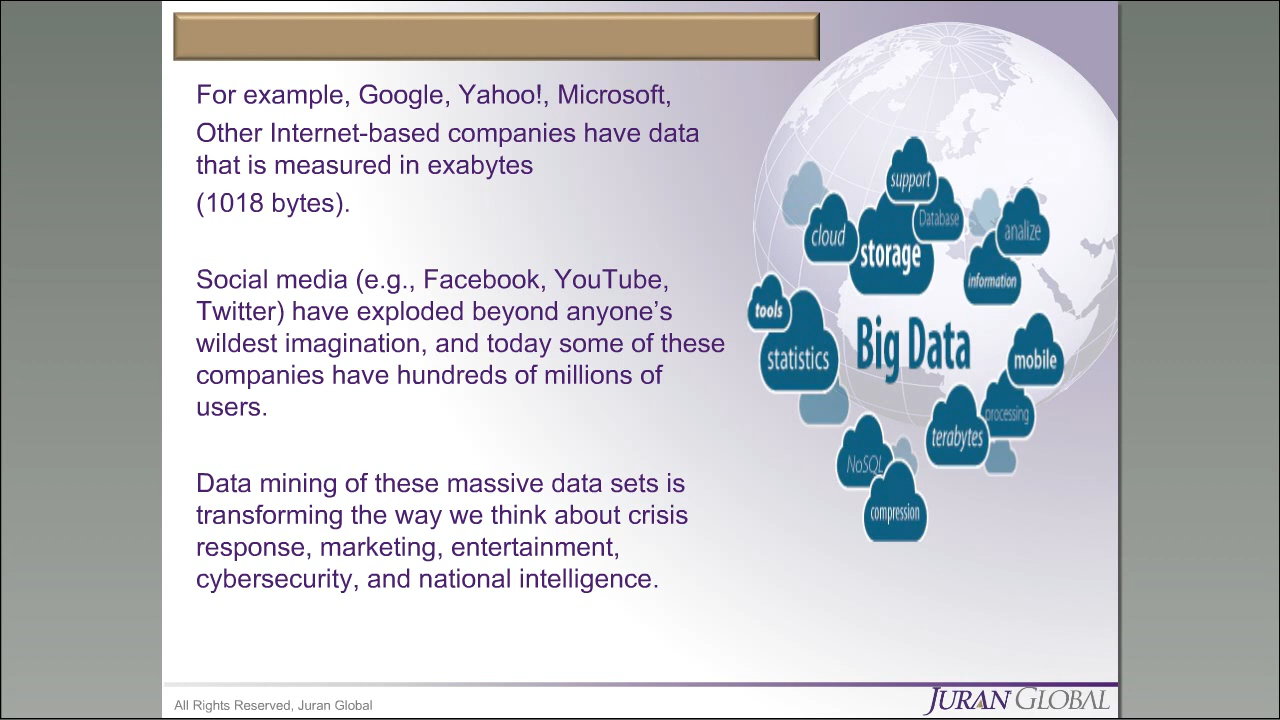 For example, Google, Yahoo!, Microsoft,
Other Internet-based companies have data
that is measured in exabytes
(1018 bytes).
Social media (e.g., Facebook, YouTube,
Twitter) have exploded beyond anyone’s
wildest imagination, and today some of these
companies have hundreds of millions of
users.
Data mining of these massive data sets is
transforming the way we think about crisis
response, marketing, entertainment,
cybersecurity, and national intelligence.
support
Database
cloud
storage
analize
information
tools
statistics
Big Data
mobile
processing
terabytes
NoSQL
compression
All Rights Reserved, Juran Global
JURAN GLOBAL